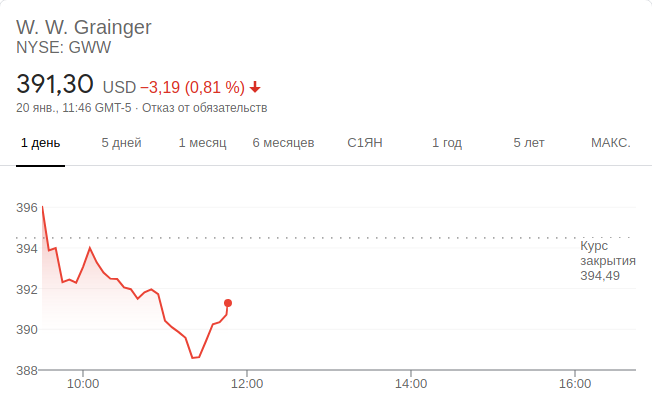 W. W. Grainger
NYSE: GWW
391,30 USD −3,19 (0,81 %)
20 янв., 11:46 GMT-5 · Отказ от обязательств
1 день 5 дней 1 месяц 6 месяцев С1ЯН 1 год 5 лет МАКС.
396
394
392
390
388
Курс
закрытия
394,49
10:00 12:00 14:00 16:00